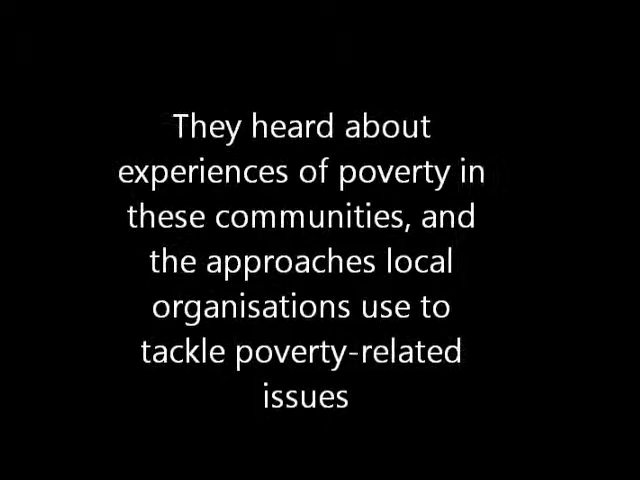 They heard about
experiences of poverty in
these communities, and
the approaches local
organisations use to
tackle poverty-related
issues